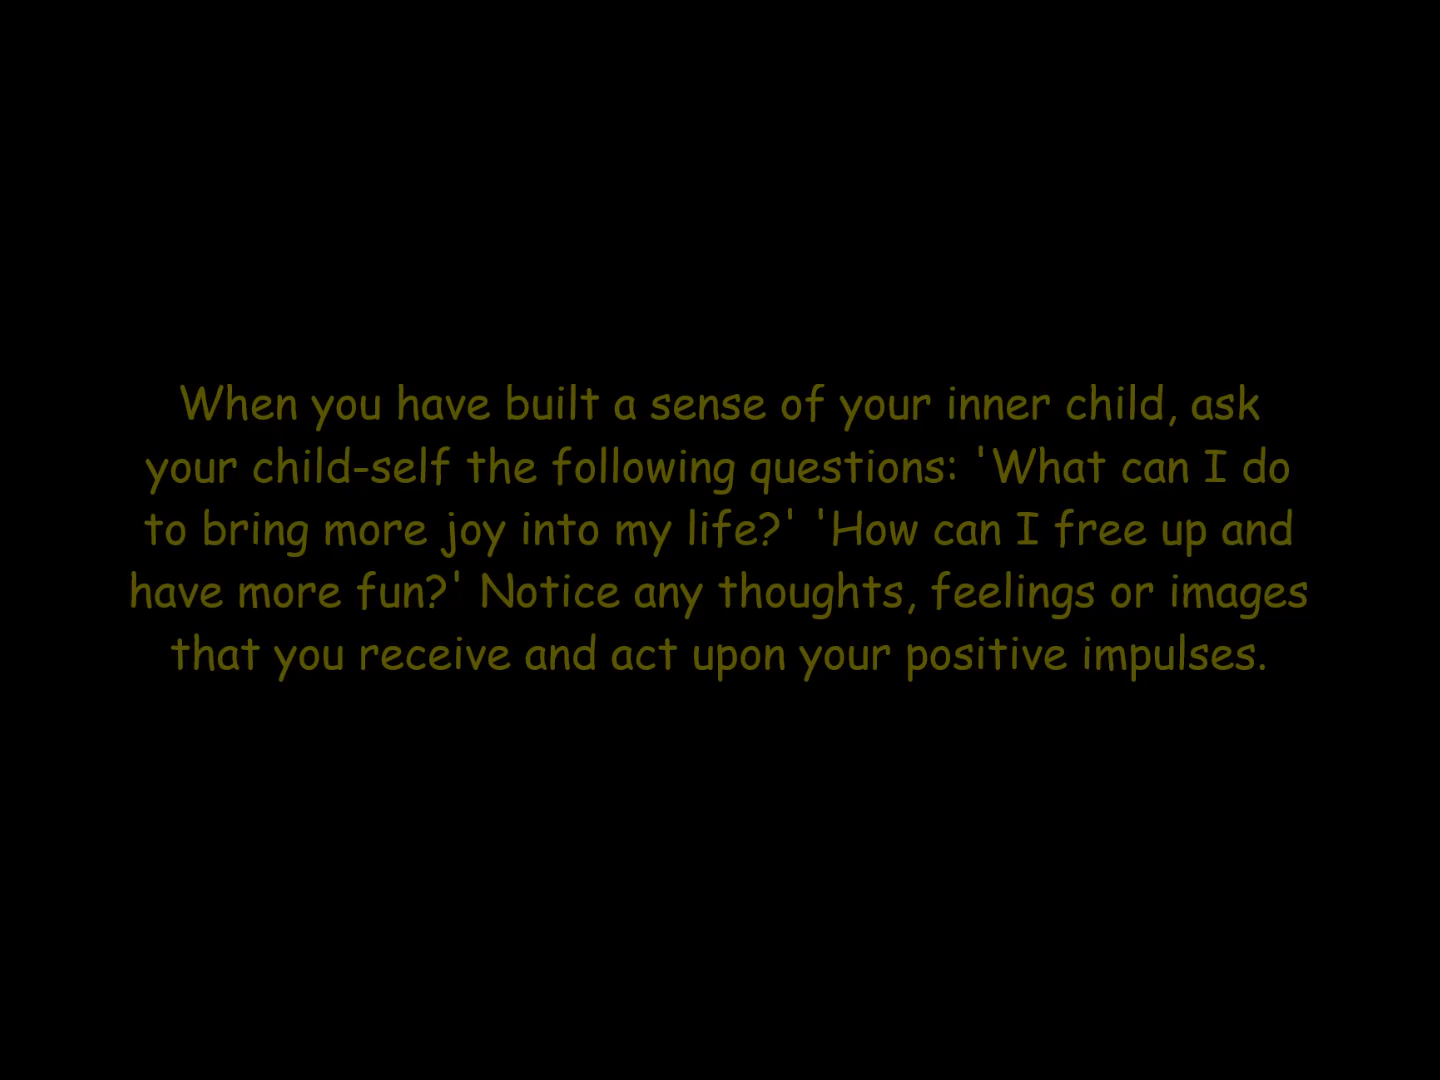 When you have built a sense of your inner child, ask
your child-self the following questions: 'What can I do
to bring more joy into my life?' 'How can I free up and
have more fun?' Notice any thoughts, feelings or images
that you receive and act upon your positive impulses.